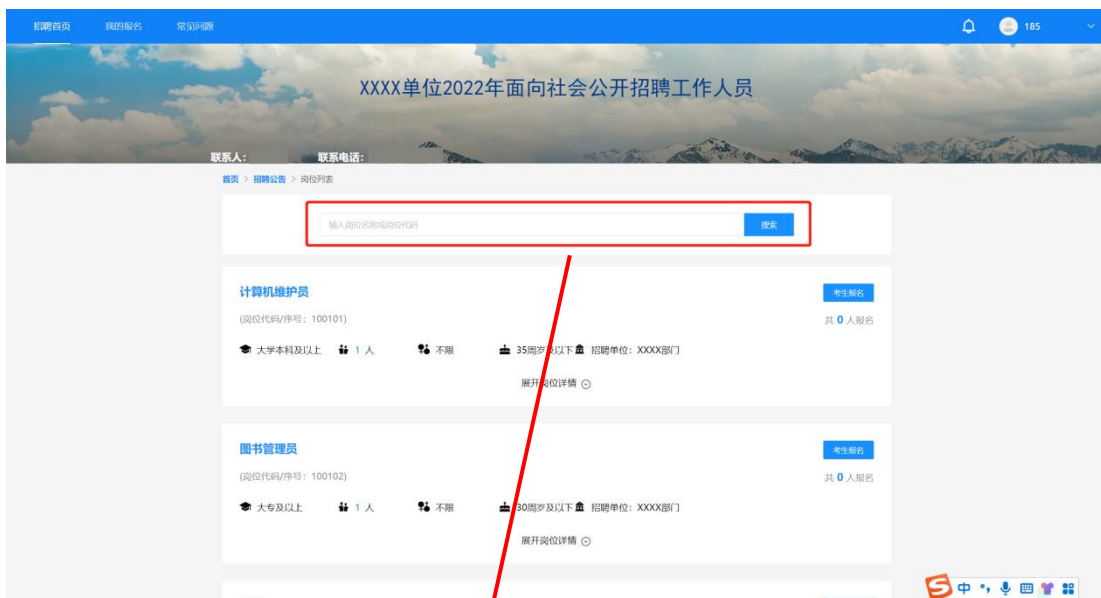 招聘首页 我的报名 常见问题 185
XXXX单位2022年面向社会公开招聘工作人员
联系人： 联系电话：
首页 > 招聘公告 > 岗位列表
输入岗位名称或岗位代码 搜索
计算机维护员 考生报名
(岗位代码/序号：100101) 共 0 人报名
大学本科及以上 1 人 不限 35周岁及以下 招聘单位：XXXX部门
展开岗位详情
图书管理员 考生报名
(岗位代码/序号：100102) 共 0 人报名
大专及以上 1 人 不限 30周岁及以下 招聘单位：XXXX部门
展开岗位详情
S 中